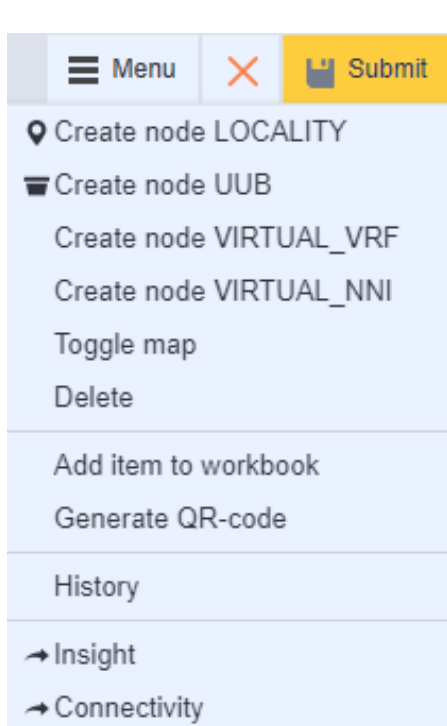 Menu Submit
Create node LOCALITY
Create node UUB
Create node VIRTUAL_VRF
Create node VIRTUAL_NNI
Toggle map
Delete
Add item to workbook
Generate QR-code
History
Insight
Connectivity